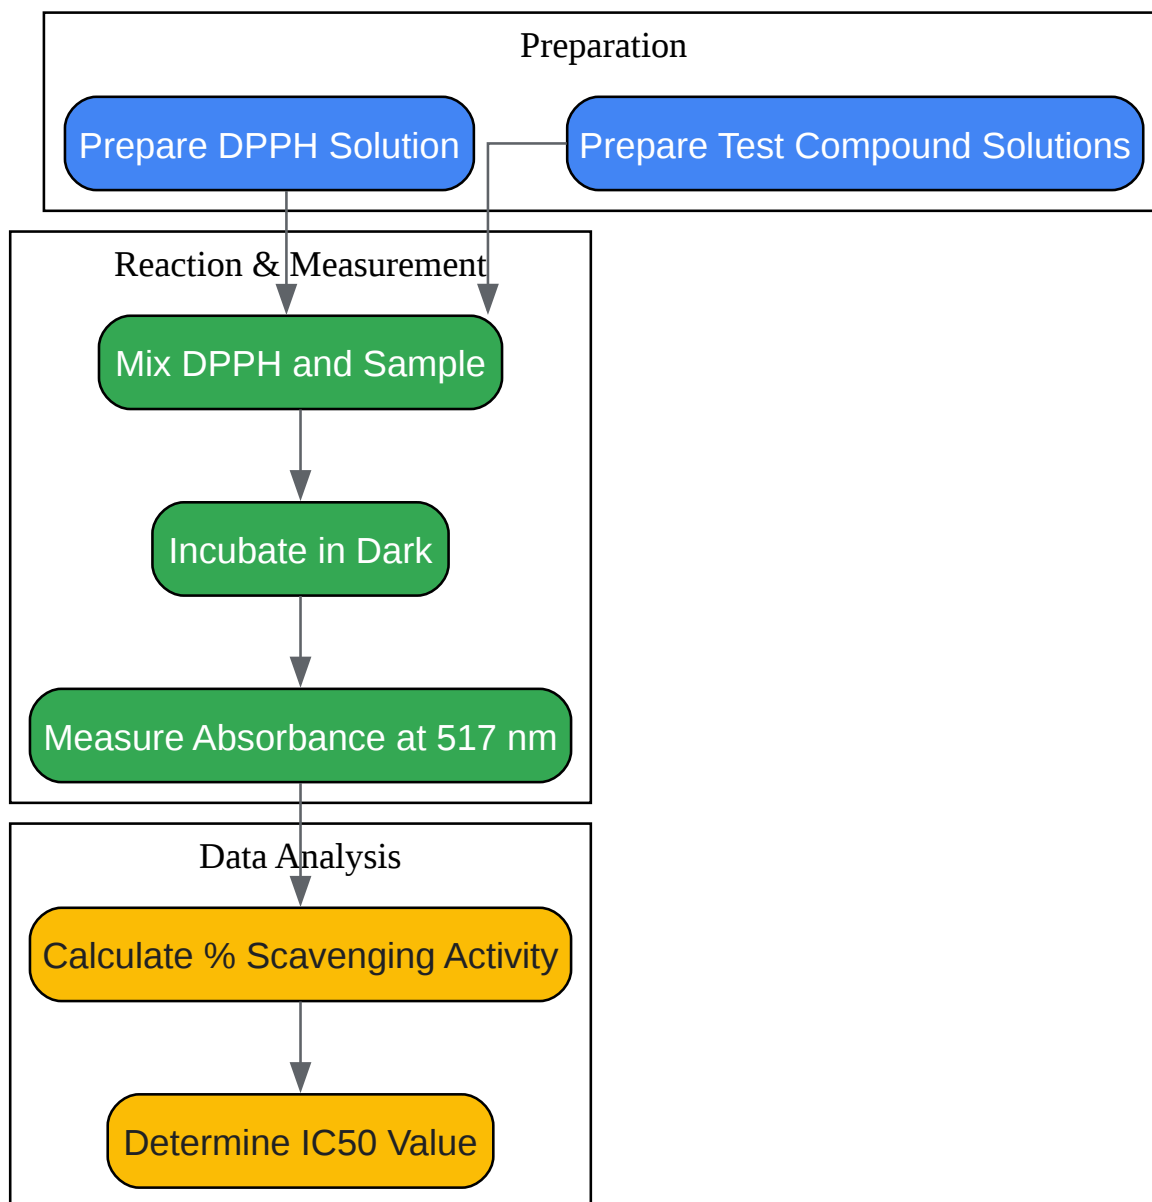 Preparation
Prepare DPPH Solution
Prepare Test Compound Solutions
Reaction & Measurement
Mix DPPH and Sample
Incubate in Dark
Measure Absorbance at 517 nm
Data Analysis
Calculate % Scavenging Activity
Determine IC50 Value